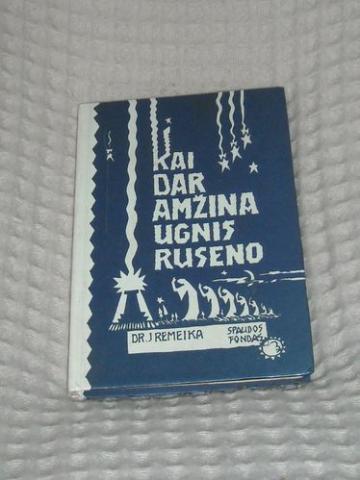 KAI
DAR
AMŽINA
UGNIS
RUSENO
DR. J REMEIKA
SPAUDOS
FONDAS